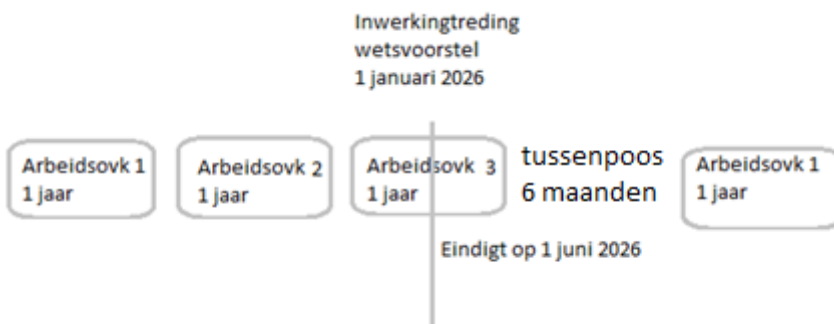 Inwerkingtreding
wetsvoorstel
1 januari 2026
Arbeidsovk 1
1 jaar
Arbeidsovk 2
1 jaar
Arbeidsovk 3
1 jaar
tussenpoos
6 maanden
Arbeidsovk 1
1 jaar
Eindigt op 1 juni 2026